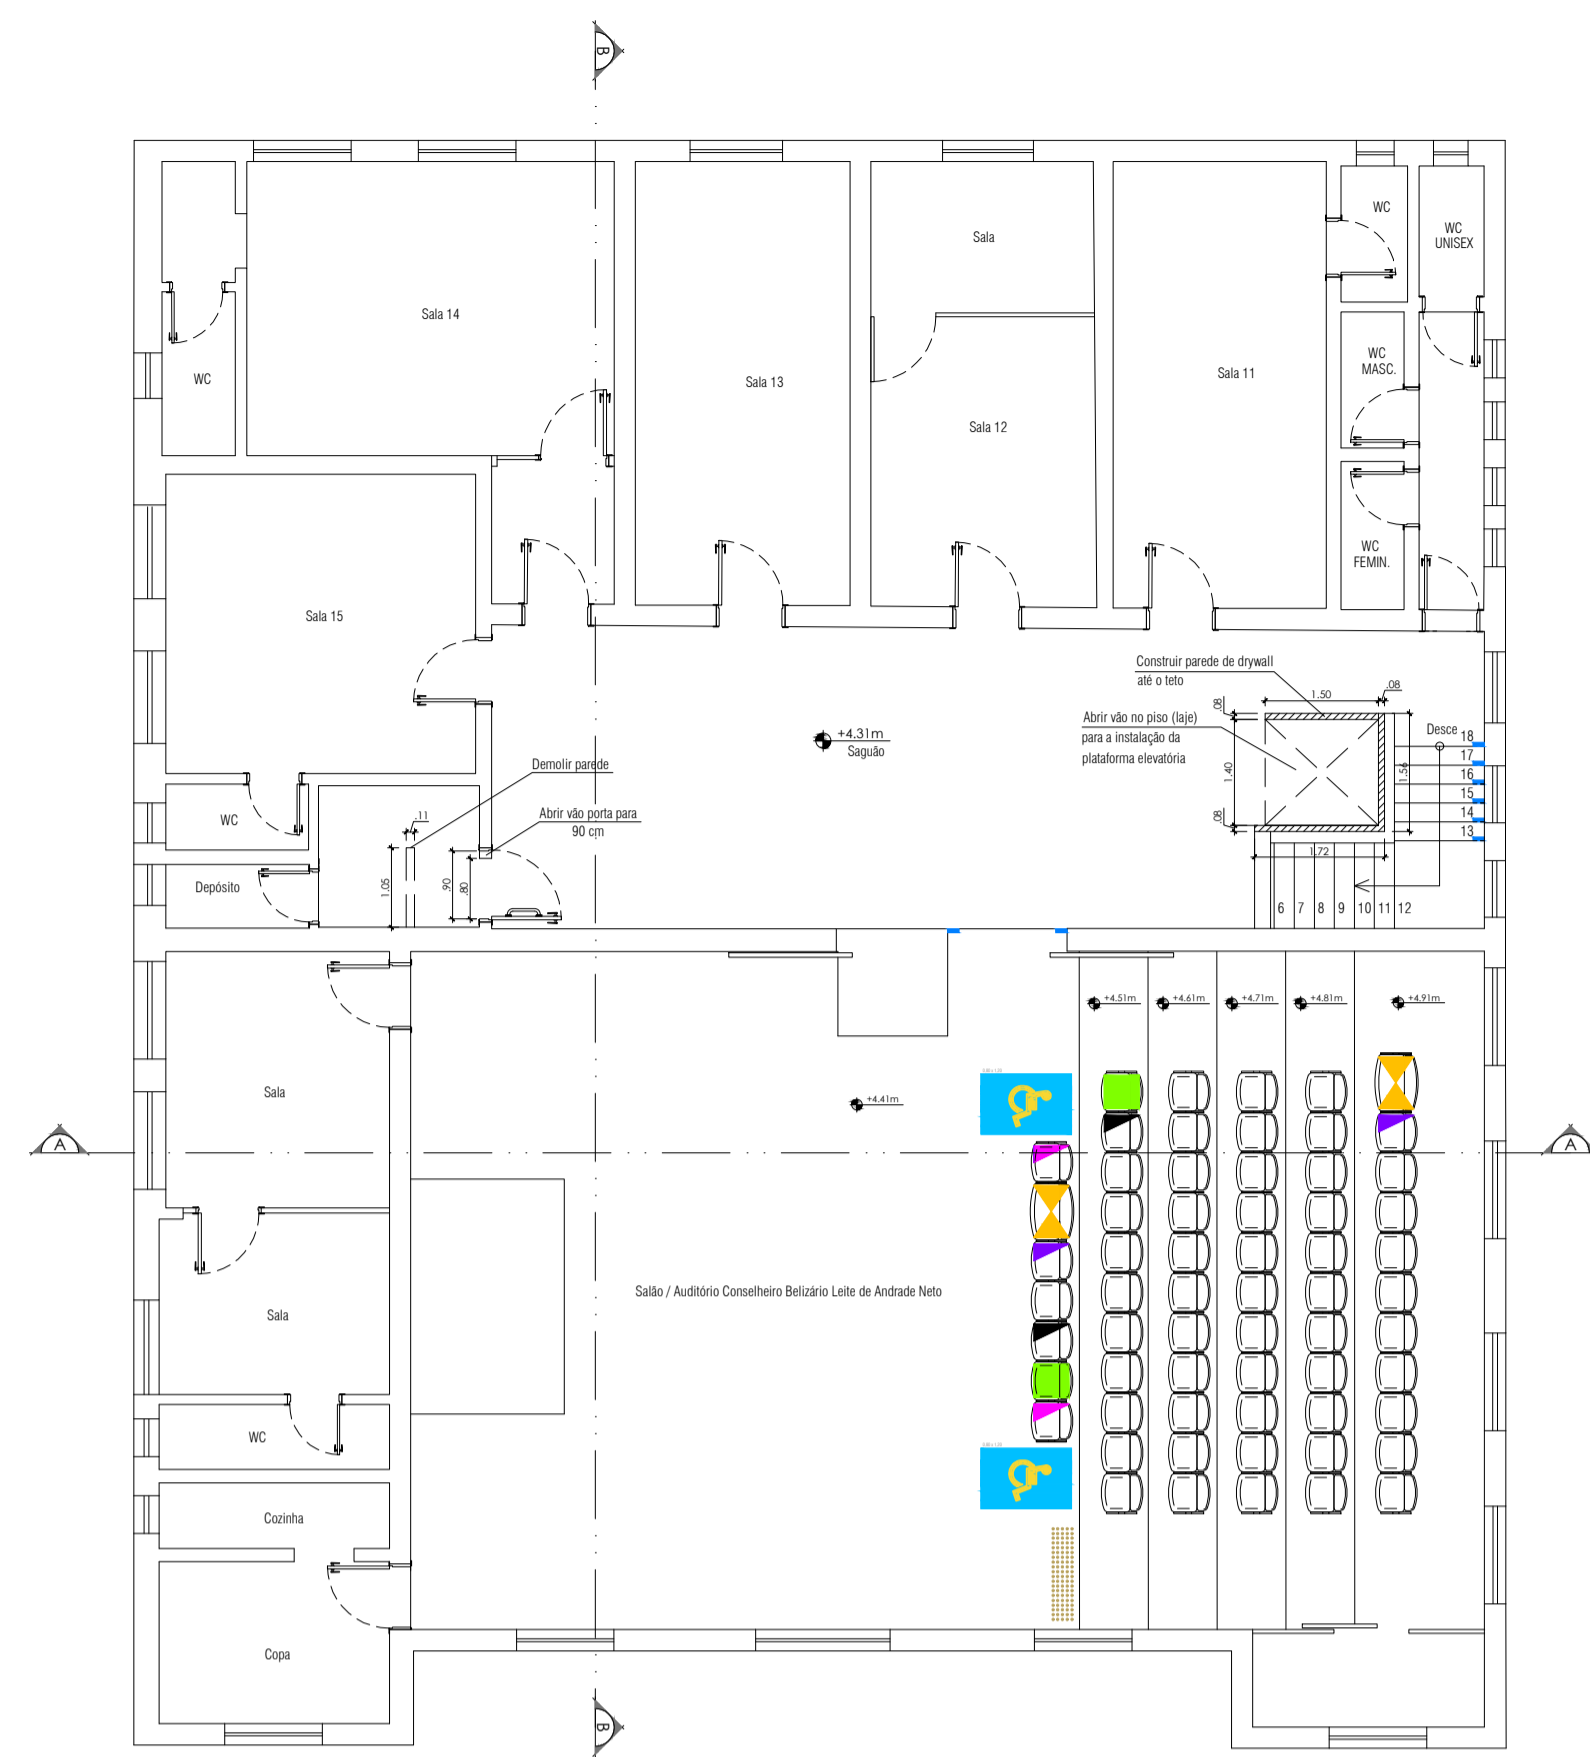 B
WC
WC
UNISEX
Sala
Sala 14
WC
MASC.
Sala 11
WC
Sala 13
Sala 12
WC
FEMIN.
Sala 15
Construir parede de drywall
até o teto
1.50
.08
.08
Abrir vão no piso (laje)
para a instalação da
plataforma elevatória
1.40
1.56
.08
1.72
Desce
18
17
16
15
14
13
6 7 8 9 10 11 12
+4.31m
Saguão
Demolir parede
Abrir vão porta para
90 cm
.11
1.05
.90
.80
WC
Depósito
+4.51m
+4.61m
+4.71m
+4.81m
+4.91m
Sala
+4.41m
A
A
Salão / Auditório Conselheiro Belizário Leite de Andrade Neto
Sala
WC
Cozinha
Copa
B